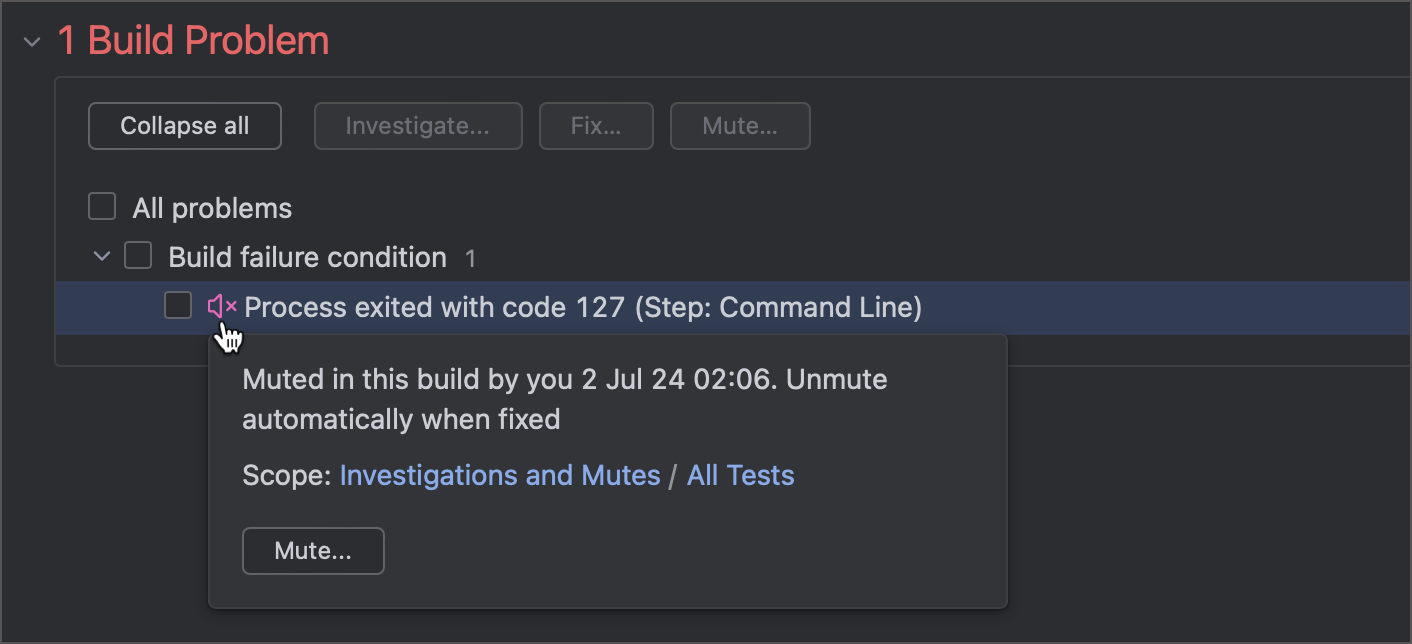 1 Build Problem
Collapse all Investigate... Fix... Mute...
All problems
Build failure condition 1
Process exited with code 127 (Step: Command Line)
Muted in this build by you 2 Jul 24 02:06. Unmute
automatically when fixed
Scope: Investigations and Mutes / All Tests
Mute...